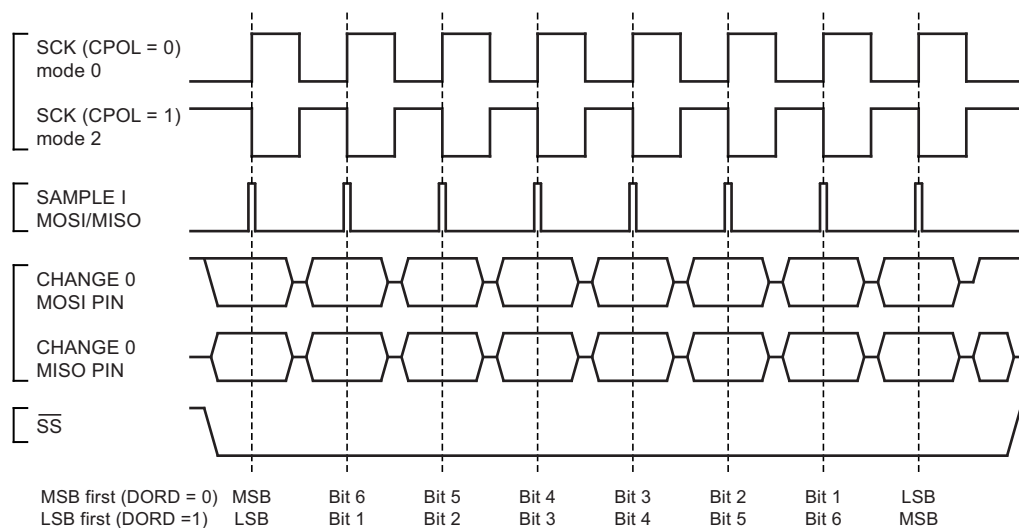 SCK (CPOL = 0)
mode 0
SCK (CPOL = 1)
mode 2
SAMPLE I
MOSI/MISO
CHANGE 0
MOSI PIN
CHANGE 0
MISO PIN
SS
MSB first (DORD = 0) MSB Bit 6 Bit 5 Bit 4 Bit 3 Bit 2 Bit 1 LSB
LSB first (DORD =1) LSB Bit 1 Bit 2 Bit 3 Bit 4 Bit 5 Bit 6 MSB